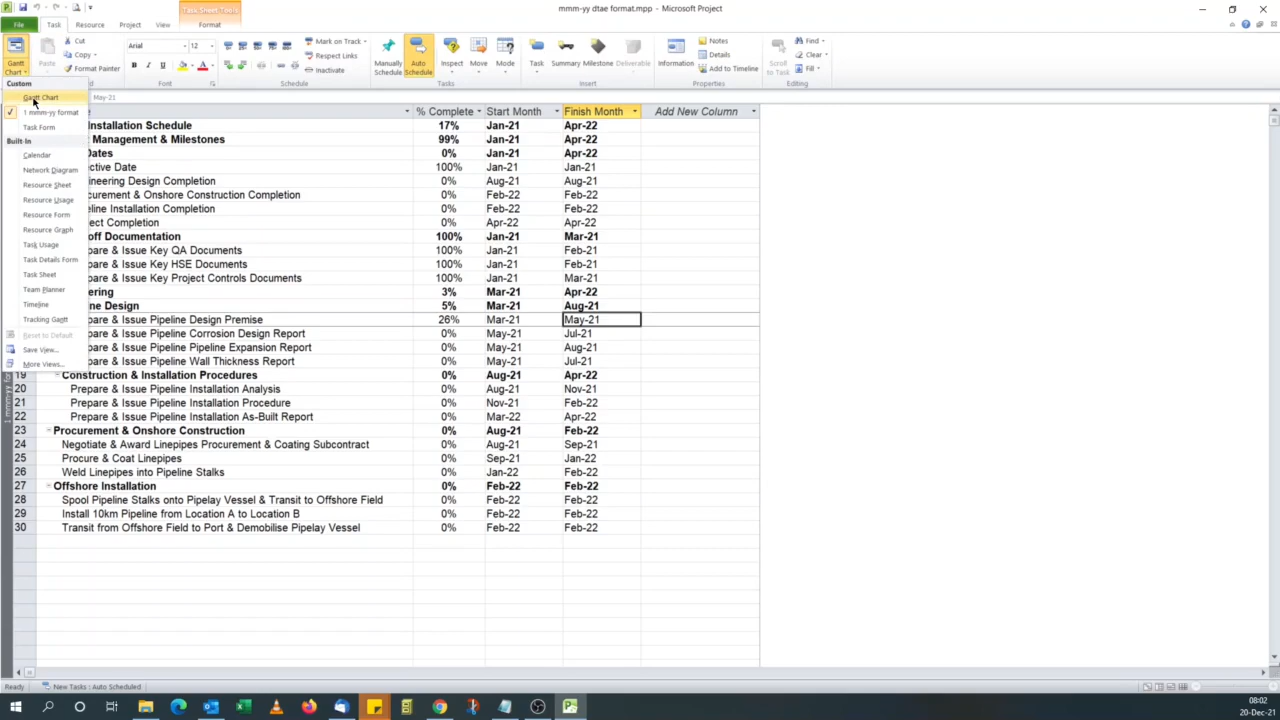 mmm-yy dtae format.mpp - Microsoft Project
Task Sheet Tools
File Task Resource Project View Format
Gantt Chart
Paste
Cut
Copy
Format Painter
Arial 12
B I U
Font
Mark on Track
Respect Links
Inactivate
Schedule
Manually Schedule
Auto Schedule
Inspect Move Mode
Tasks
Task Summary Milestone Deliverable
Insert
Information
Notes
Details
Add to Timeline
Properties
Scroll to Task
Find
Clear
Fill
Editing
May-21
Custom
Gantt Chart
1 mmm-yy format
Task Form
Built-In
Calendar
Network Diagram
Resource Sheet
Resource Usage
Resource Form
Resource Graph
Task Usage
Task Details Form
Task Sheet
Team Planner
Timeline
Tracking Gantt
Reset to Default
Save View...
More Views...
% Complete Start Month Finish Month Add New Column
Installation Schedule 17% Jan-21 Apr-22
Management & Milestones 99% Jan-21 Apr-22
Dates 0% Jan-21 Apr-22
ective Date 100% Jan-21 Jan-21
ineering Design Completion 0% Aug-21 Aug-21
curement & Onshore Construction Completion 0% Feb-22 Feb-22
eline Installation Completion 0% Feb-22 Feb-22
ject Completion 0% Apr-22 Apr-22
off Documentation 100% Jan-21 Mar-21
pare & Issue Key QA Documents 100% Jan-21 Feb-21
pare & Issue Key HSE Documents 100% Jan-21 Feb-21
pare & Issue Key Project Controls Documents 100% Jan-21 Mar-21
ering 3% Mar-21 Apr-22
ne Design 5% Mar-21 Aug-21
pare & Issue Pipeline Design Premise 26% Mar-21 May-21
pare & Issue Pipeline Corrosion Design Report 0% May-21 Jul-21
pare & Issue Pipeline Pipeline Expansion Report 0% May-21 Aug-21
pare & Issue Pipeline Wall Thickness Report 0% May-21 Jul-21
19 Construction & Installation Procedures 0% Aug-21 Apr-22
20 Prepare & Issue Pipeline Installation Analysis 0% Aug-21 Nov-21
21 Prepare & Issue Pipeline Installation Procedure 0% Nov-21 Feb-22
22 Prepare & Issue Pipeline Installation As-Built Report 0% Mar-22 Apr-22
23 Procurement & Onshore Construction 0% Aug-21 Feb-22
24 Negotiate & Award Linepipes Procurement & Coating Subcontract 0% Aug-21 Sep-21
25 Procure & Coat Linepipes 0% Sep-21 Jan-22
26 Weld Linepipes into Pipeline Stalks 0% Jan-22 Feb-22
27 Offshore Installation 0% Feb-22 Feb-22
28 Spool Pipeline Stalks onto Pipelay Vessel & Transit to Offshore Field 0% Feb-22 Feb-22
29 Install 10km Pipeline from Location A to Location B 0% Feb-22 Feb-22
30 Transit from Offshore Field to Port & Demobilise Pipelay Vessel 0% Feb-22 Feb-22
1 mmm-yy for
Ready New Tasks : Auto Scheduled
08:02
20-Dec-21